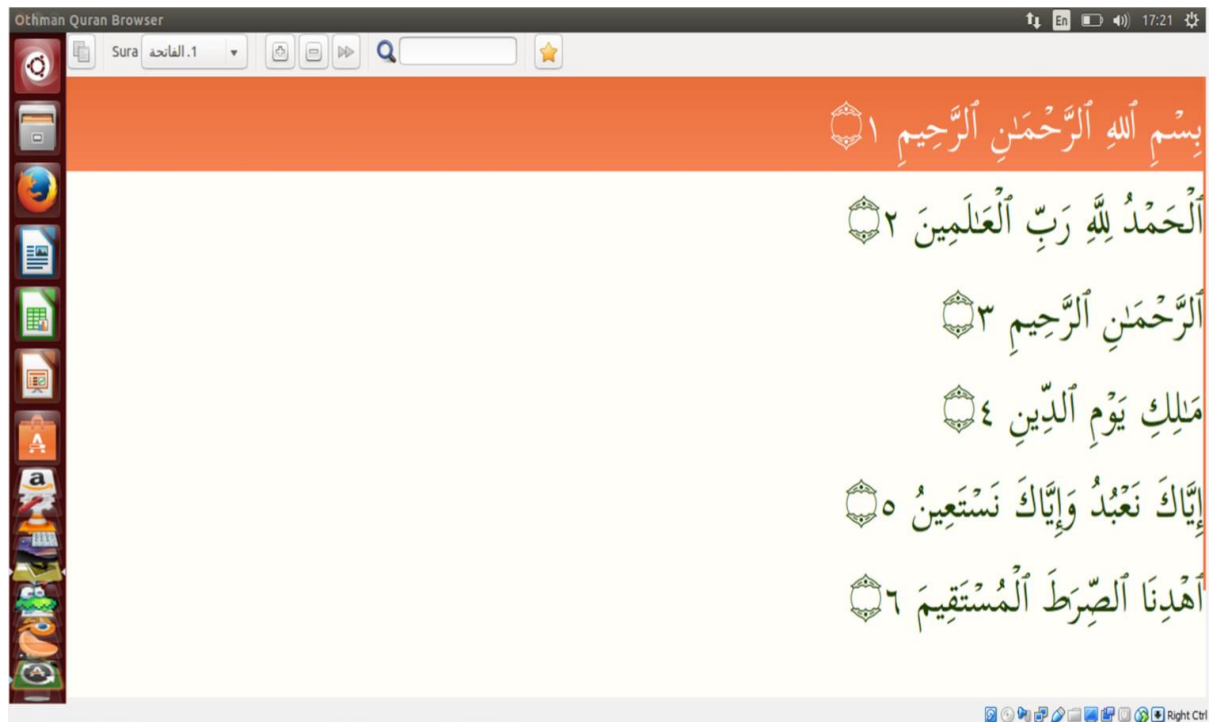 Othman Quran Browser
En
17:21
Sura
1. الفاتحة
بِسْمِ ٱللهِ ٱلرَّحْمَـٰنِ ٱلرَّحِيمِ ١
ٱلْحَمْدُ لِلَّهِ رَبِّ ٱلْعَـٰلَمِينَ ٢
ٱلرَّحْمَـٰنِ ٱلرَّحِيمِ ٣
مَـٰلِكِ يَوْمِ ٱلدِّينِ ٤
إِيَّاكَ نَعْبُدُ وَإِيَّاكَ نَسْتَعِينُ ٥
ٱهْدِنَا ٱلصِّرَٰطَ ٱلْمُسْتَقِيمَ ٦
Right Ctrl